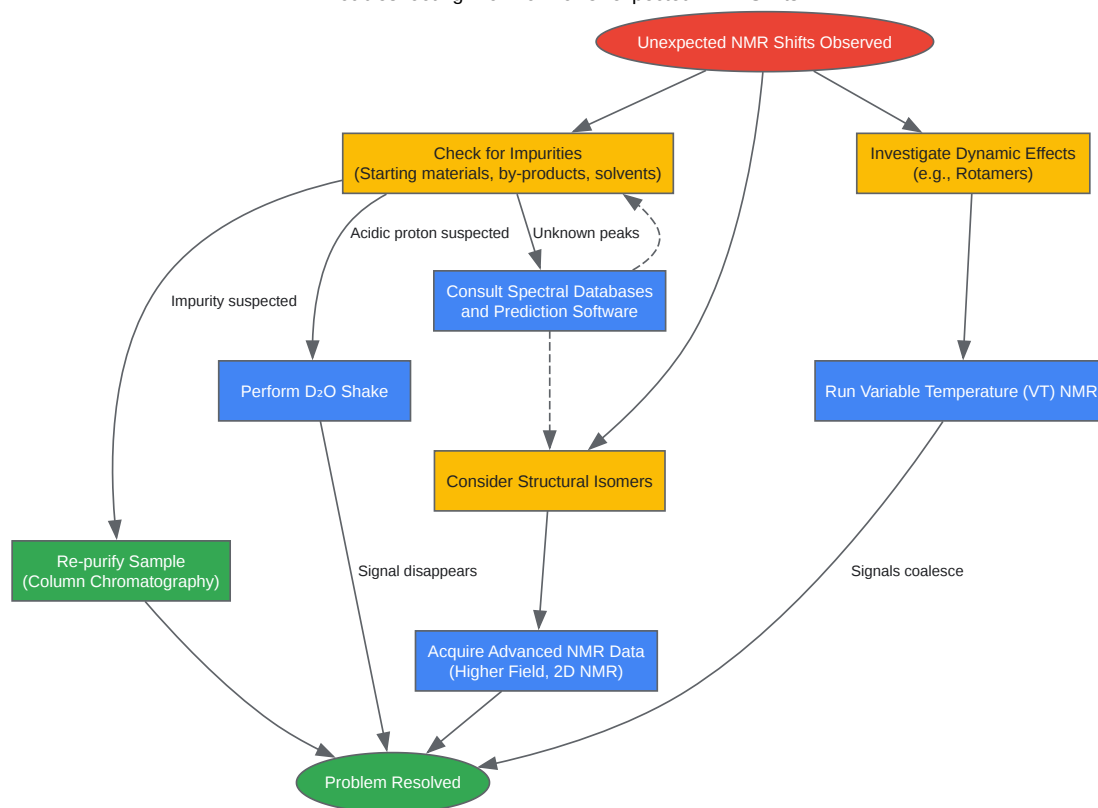 Unexpected NMR Shifts Observed
Check for Impurities
(Starting materials, by-products, solvents)
Investigate Dynamic Effects
(e.g., Rotamers)
Acidic proton suspected
Unknown peaks
Impurity suspected
Consult Spectral Databases
and Prediction Software
Perform D₂O Shake
Run Variable Temperature (VT) NMR
Consider Structural Isomers
Re-purify Sample
(Column Chromatography)
Signal disappears
Signals coalesce
Acquire Advanced NMR Data
(Higher Field, 2D NMR)
Problem Resolved